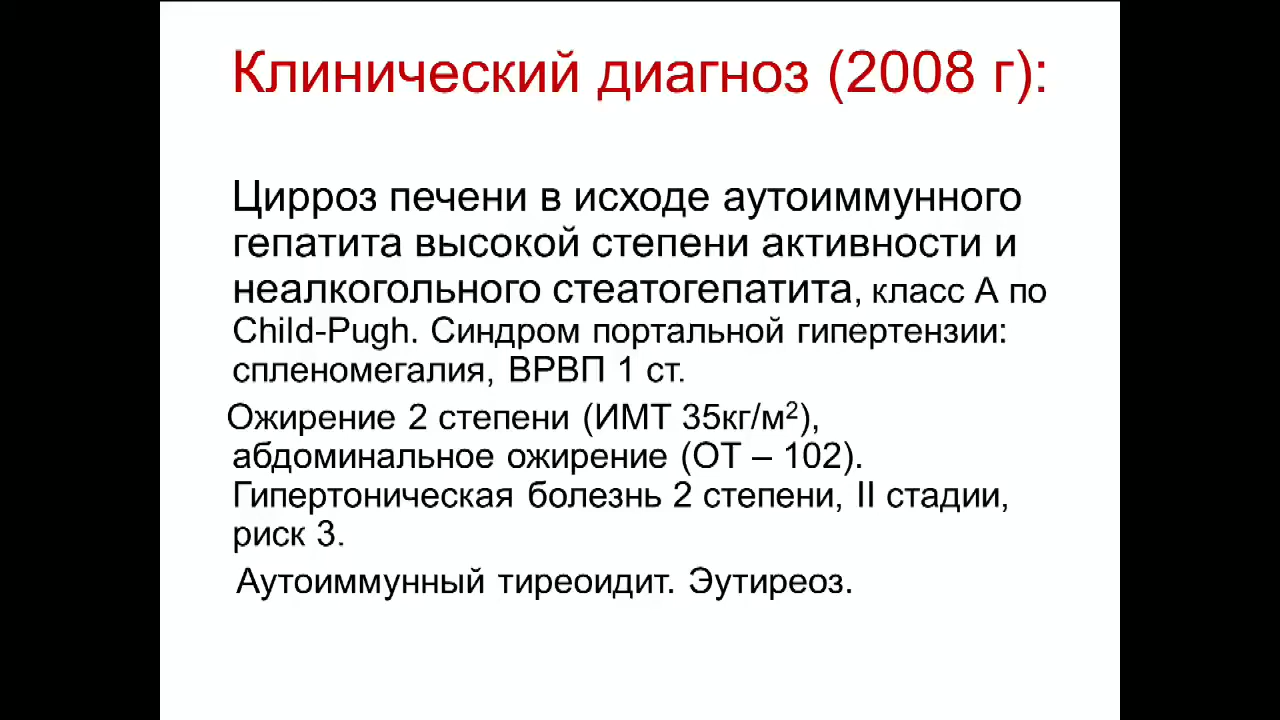 Клинический диагноз (2008 г):
Цирроз печени в исходе аутоиммунного
гепатита высокой степени активности и
неалкогольного стеатогепатита, класс А по
Child-Pugh. Синдром портальной гипертензии:
спленомегалия, ВРВП 1 ст.
Ожирение 2 степени (ИМТ 35кг/м²),
абдоминальное ожирение (ОТ – 102).
Гипертоническая болезнь 2 степени, II стадии,
риск 3.
Аутоиммунный тиреоидит. Эутиреоз.